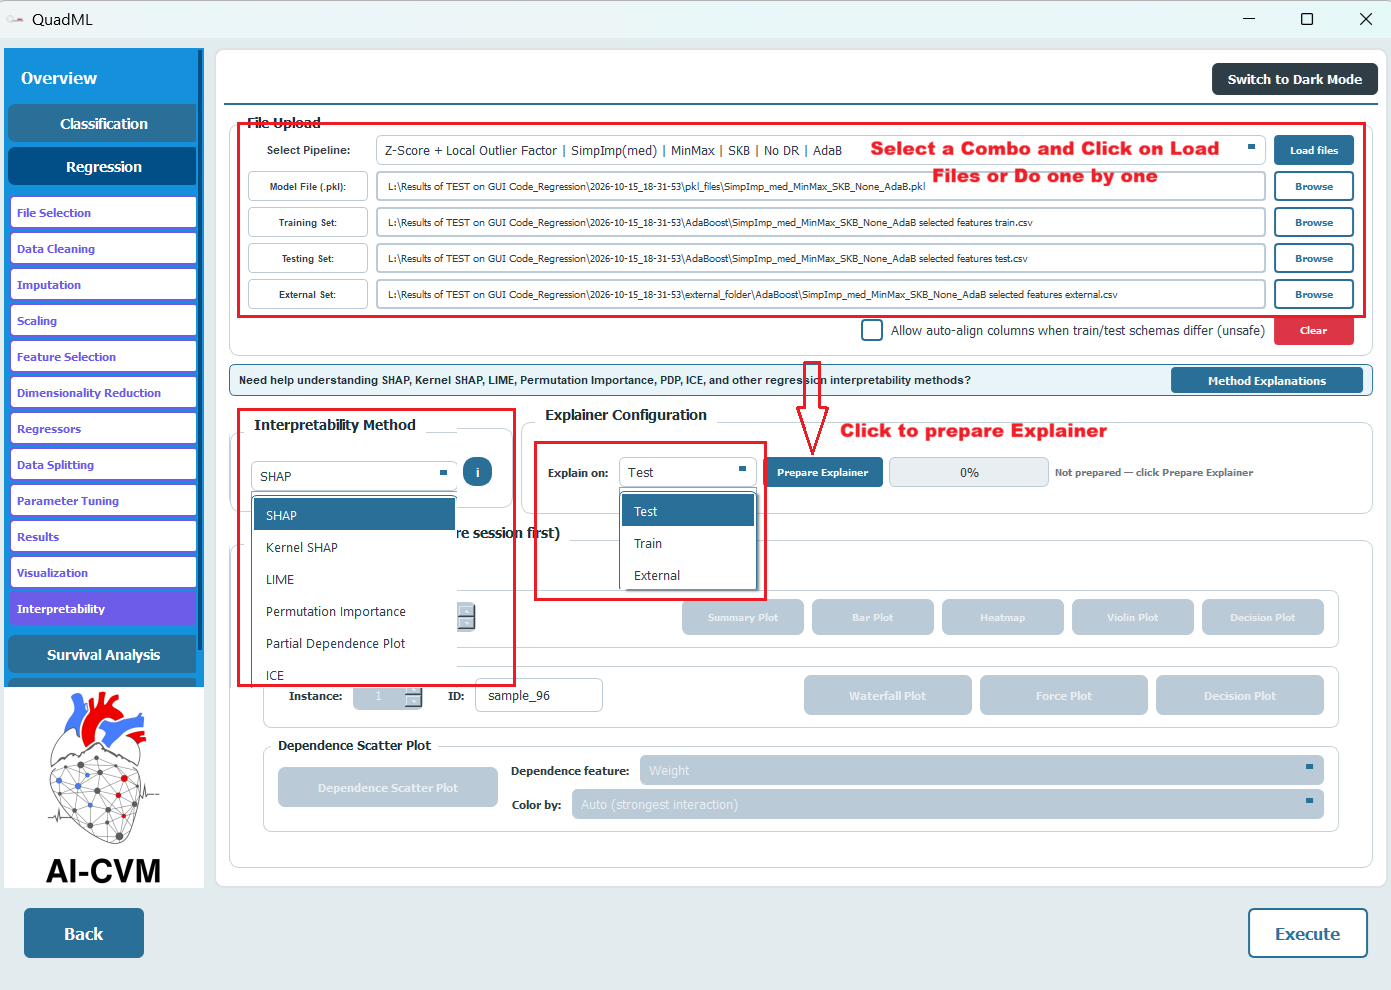 QuadML
Overview
Classification
Regression
File Selection
Data Cleaning
Imputation
Scaling
Feature Selection
Dimensionality Reduction
Regressors
Data Splitting
Parameter Tuning
Results
Visualization
Interpretability
Survival Analysis
AI-CVM
Back
Switch to Dark Mode
File Upload
Select Pipeline: Z-Score + Local Outlier Factor | SimpImp(med) | MinMax | SKB | No DR | AdaB Load files
Select a Combo and Click on Load
Files or Do one by one
Model File (.pkl): L:\Results of TEST on GUI Code_Regression\2026-10-15_18-31-53\pkl_files\SimpImp_med_MinMax_SKB_None_AdaB.pkl Browse
Training Set: L:\Results of TEST on GUI Code_Regression\2026-10-15_18-31-53\AdaBoost\SimpImp_med_MinMax_SKB_None_AdaB selected features train.csv Browse
Testing Set: L:\Results of TEST on GUI Code_Regression\2026-10-15_18-31-53\AdaBoost\SimpImp_med_MinMax_SKB_None_AdaB selected features test.csv Browse
External Set: L:\Results of TEST on GUI Code_Regression\2026-10-15_18-31-53\external_folder\AdaBoost\SimpImp_med_MinMax_SKB_None_AdaB selected features external.csv Browse
Allow auto-align columns when train/test schemas differ (unsafe) Clear
Need help understanding SHAP, Kernel SHAP, LIME, Permutation Importance, PDP, ICE, and other regression interpretability methods? Method Explanations
Interpretability Method
SHAP i
SHAP
Kernel SHAP
LIME
Permutation Importance
Partial Dependence Plot
ICE
Explainer Configuration
Click to prepare Explainer
Explain on: Test Prepare Explainer 0% Not prepared — click Prepare Explainer
Test
Train
External
re session first)
Summary Plot Bar Plot Heatmap Violin Plot Decision Plot
Instance: 1 ID: sample_96 Waterfall Plot Force Plot Decision Plot
Dependence Scatter Plot
Dependence Scatter Plot
Dependence feature: Weight
Color by: Auto (strongest interaction)
Execute